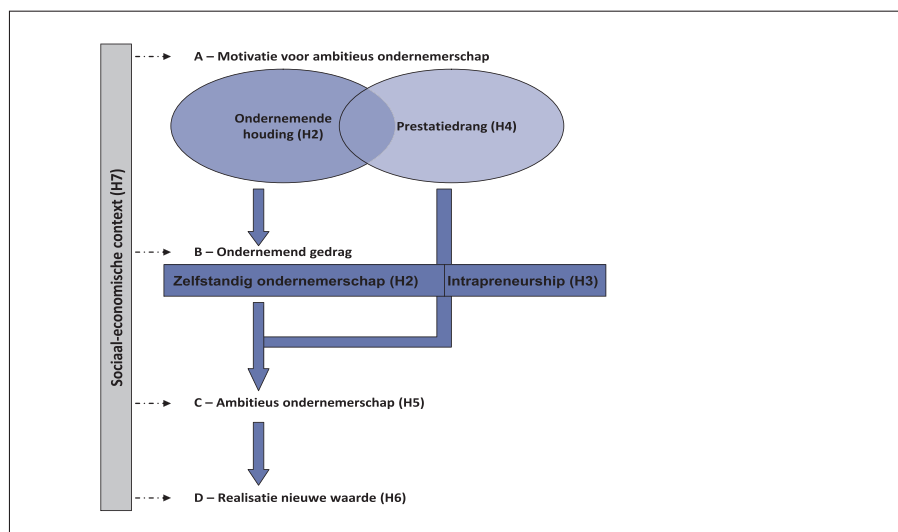 Sociaal-economische context (H7)
A – Motivatie voor ambitieus ondernemerschap
Ondernemende
houding (H2)
Prestatiedrang (H4)
B – Ondernemend gedrag
Zelfstandig ondernemerschap (H2)
Intrapreneurship (H3)
C – Ambitieus ondernemerschap (H5)
D – Realisatie nieuwe waarde (H6)